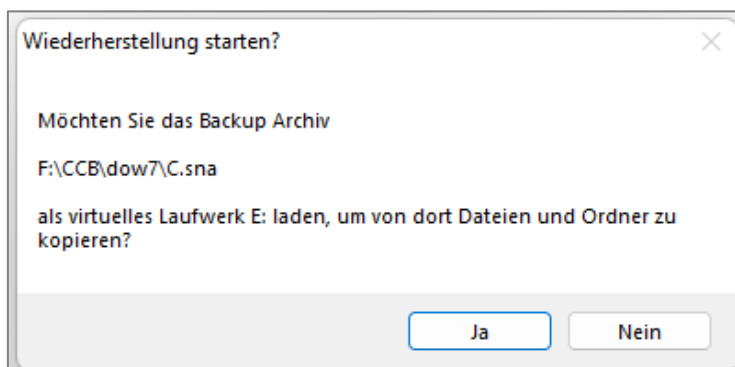 Wiederherstellung starten?
Möchten Sie das Backup Archiv
F:\CCB\dow7\C.sna
als virtuelles Laufwerk E: laden, um von dort Dateien und Ordner zu
kopieren?
Ja
Nein